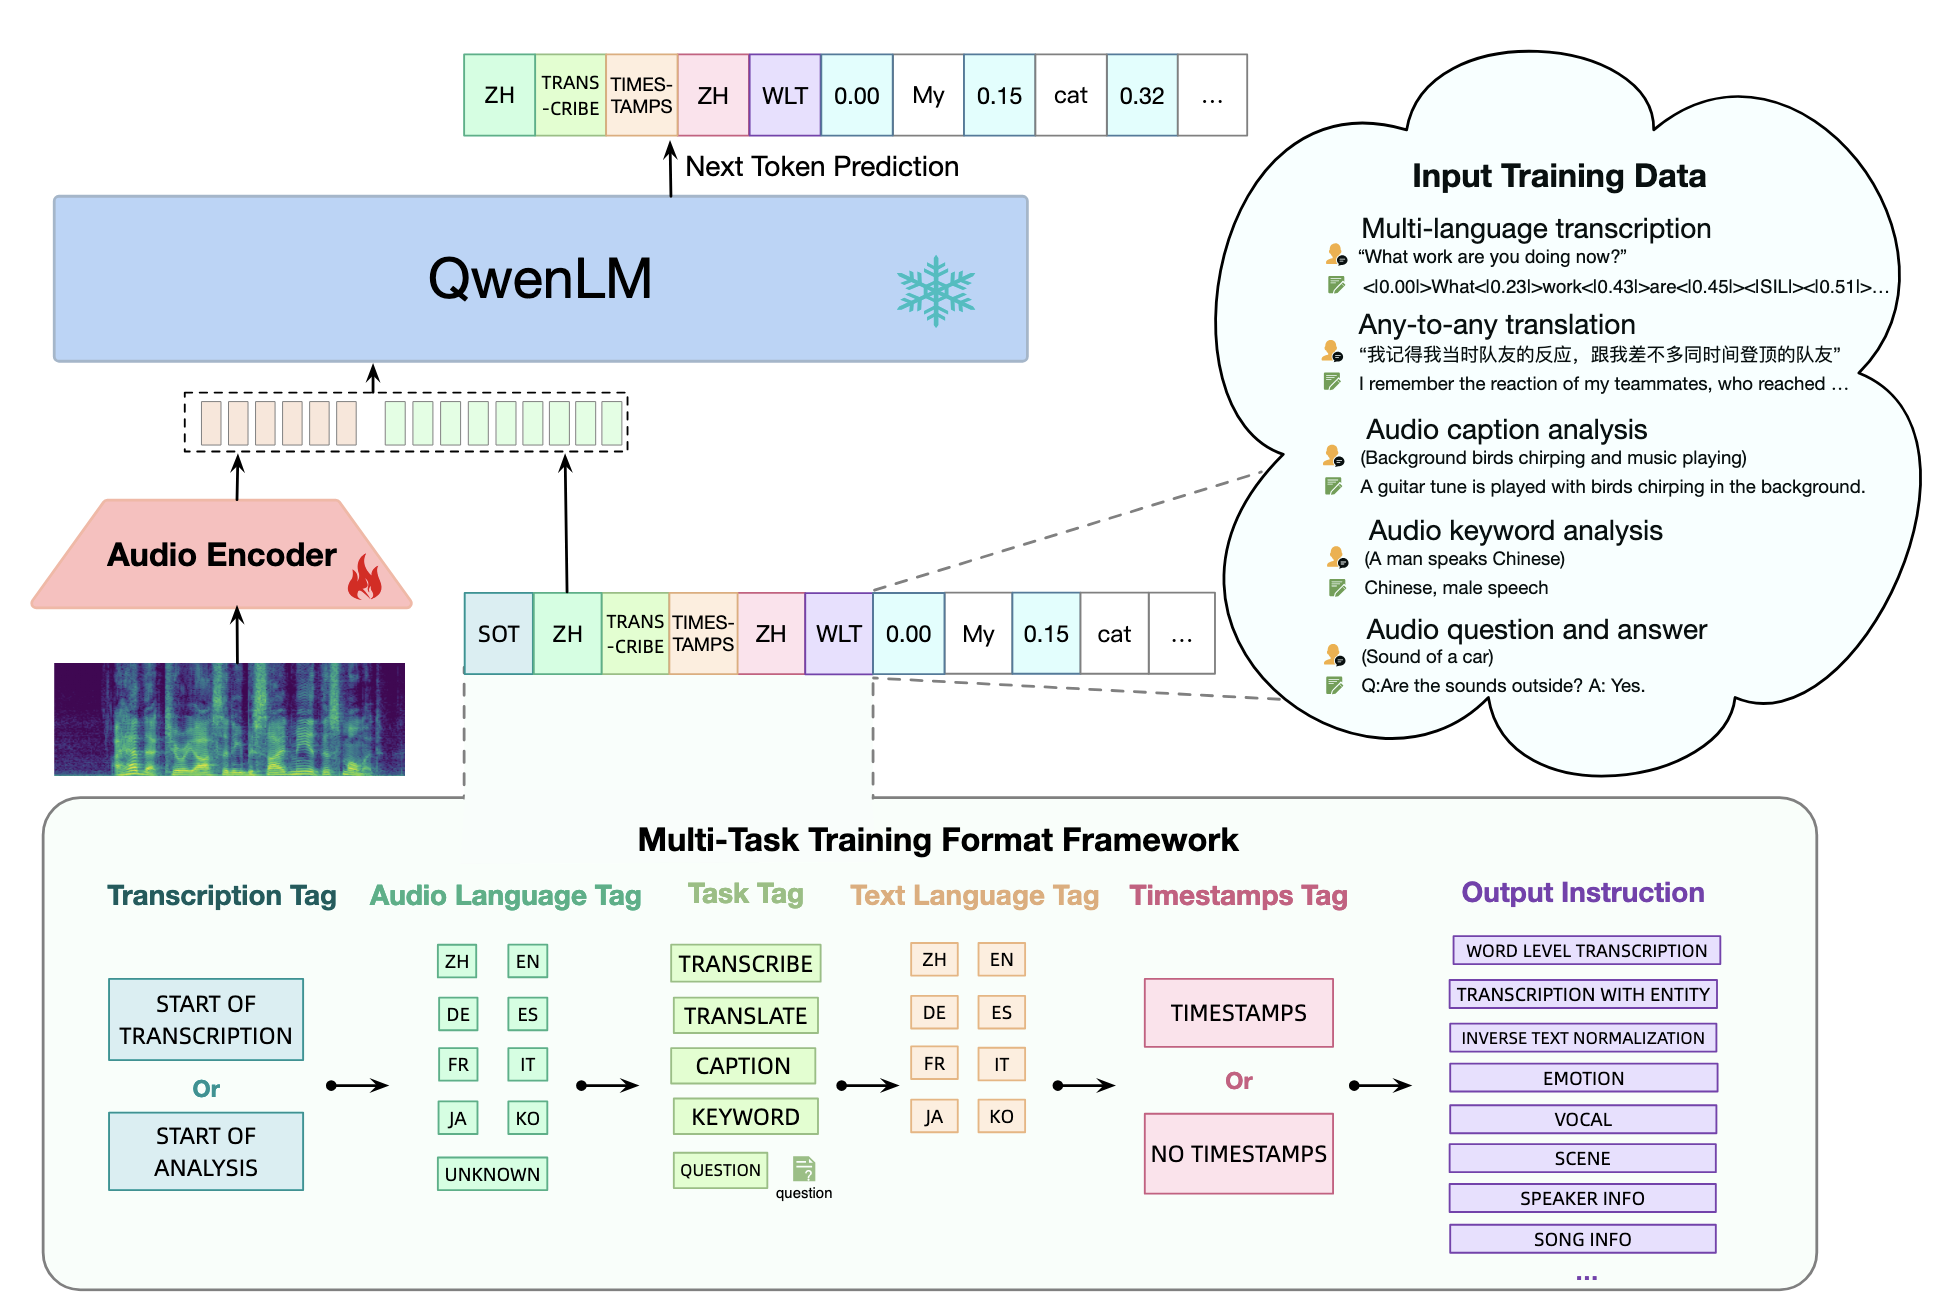 ZH TRANS -CRIBE TIMES- TAMPS ZH WLT 0.00 My 0.15 cat 0.32 ...
Next Token Prediction
QwenLM
Audio Encoder
SOT ZH TRANS -CRIBE TIMES- TAMPS ZH WLT 0.00 My 0.15 cat ...
Input Training Data
Multi-language transcription
“What work are you doing now?”
<|0.00|>What<|0.23|>work<|0.43|>are<|0.45|><|SIL|><|0.51|>...
Any-to-any translation
“我记得我当时队友的反应，跟我差不多同时间登顶的队友”
I remember the reaction of my teammates, who reached ...
Audio caption analysis
(Background birds chirping and music playing)
A guitar tune is played with birds chirping in the background.
Audio keyword analysis
(A man speaks Chinese)
Chinese, male speech
Audio question and answer
(Sound of a car)
Q:Are the sounds outside? A: Yes.
Multi-Task Training Format Framework
Transcription Tag
START OF
TRANSCRIPTION
Or
START OF
ANALYSIS
Audio Language Tag
ZH EN
DE ES
FR IT
JA KO
UNKNOWN
Task Tag
TRANSCRIBE
TRANSLATE
CAPTION
KEYWORD
QUESTION
?
question
Text Language Tag
ZH EN
DE ES
FR IT
JA KO
Timestamps Tag
TIMESTAMPS
Or
NO TIMESTAMPS
Output Instruction
WORD LEVEL TRANSCRIPTION
TRANSCRIPTION WITH ENTITY
INVERSE TEXT NORMALIZATION
EMOTION
VOCAL
SCENE
SPEAKER INFO
SONG INFO
...